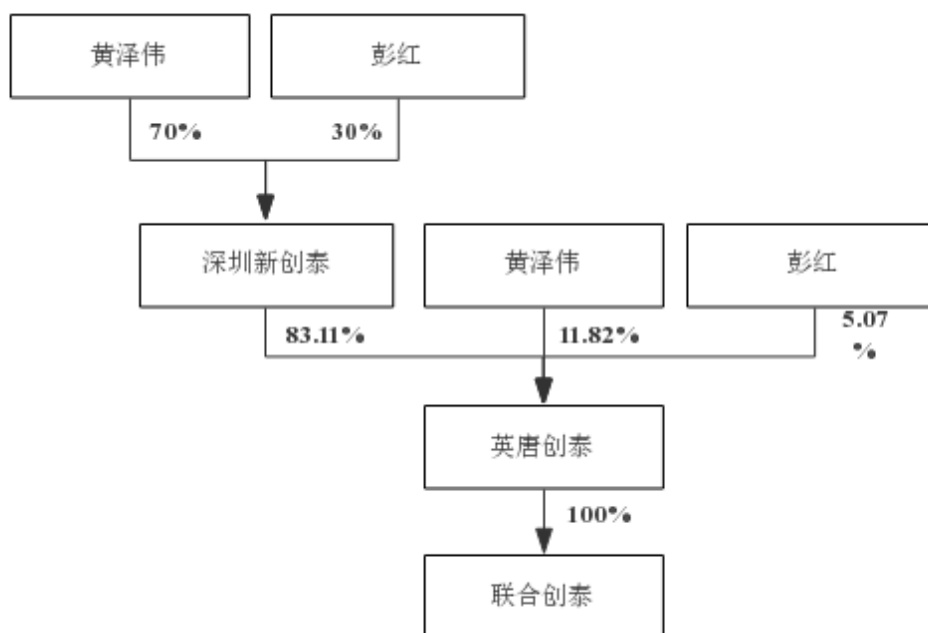 黄泽伟
彭红
70%
30%
深圳新创泰
黄泽伟
彭红
83.11%
11.82%
5.07
%
英唐创泰
100%
联合创泰